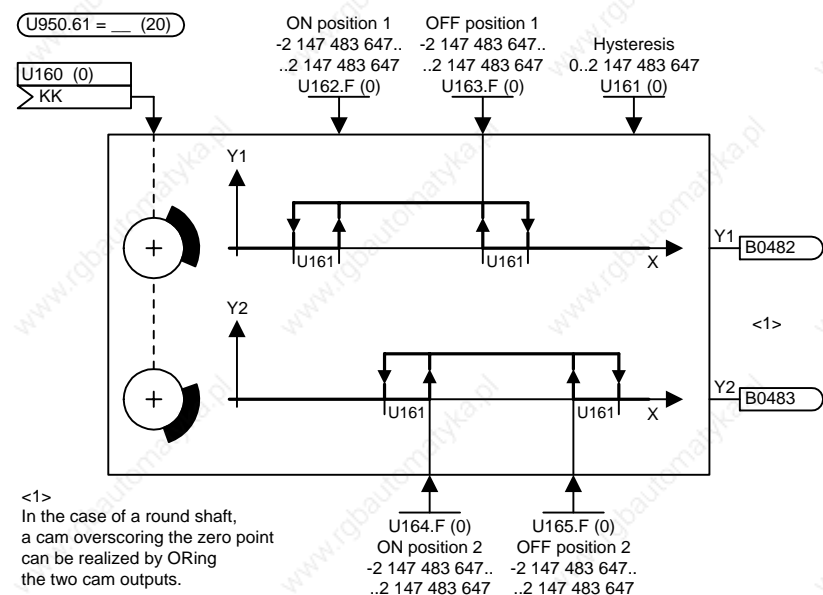 U950.61 = __ (20)
ON position 1
-2 147 483 647..
..2 147 483 647
U162.F (0)
OFF position 1
-2 147 483 647..
..2 147 483 647
U163.F (0)
Hysteresis
0..2 147 483 647
U161 (0)
U160 (0)
KK
Y1
U161
U161
X
Y1
B0482
<1>
Y2
U161
U161
X
Y2
B0483
U164.F (0)
ON position 2
-2 147 483 647..
..2 147 483 647
U165.F (0)
OFF position 2
-2 147 483 647..
..2 147 483 647
<1>
In the case of a round shaft,
a cam overscoring the zero point
can be realized by ORing
the two cam outputs.
www.rgbautomatyka.pl